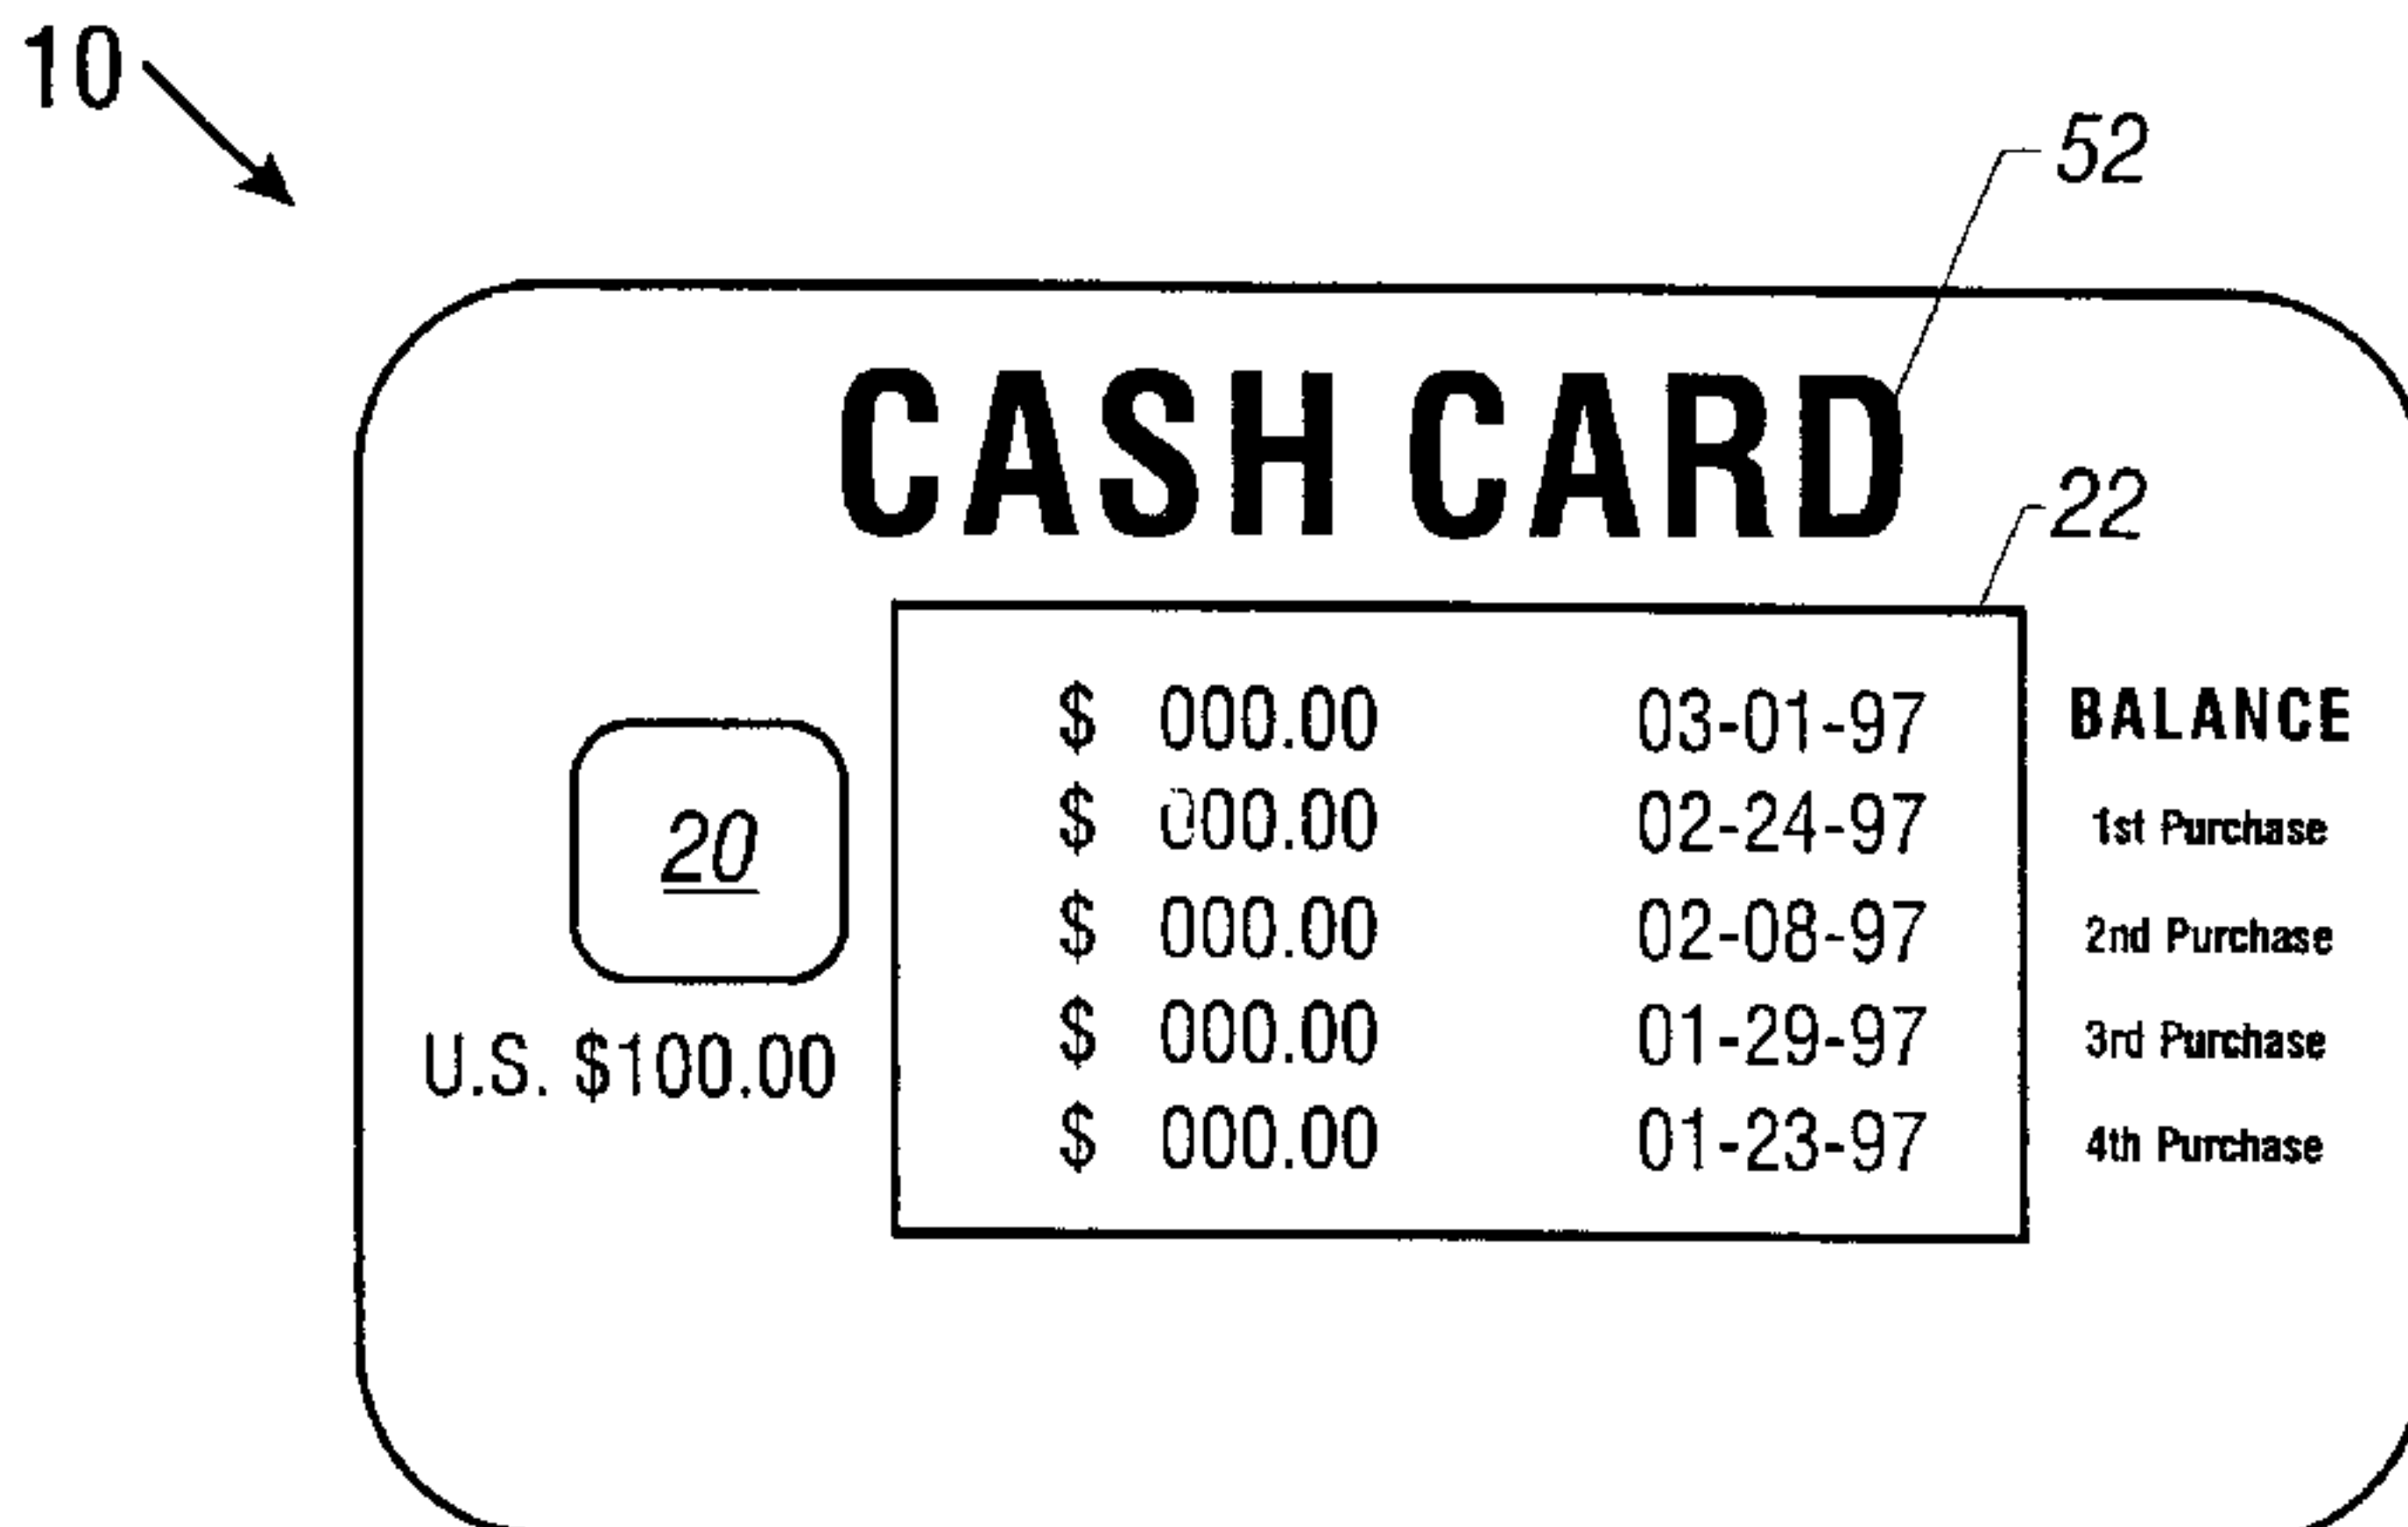 10
52
CASH CARD
22
$ 000.00 03-01-97 BALANCE
$ 000.00 02-24-97 1st Purchase
20
$ 000.00 02-08-97 2nd Purchase
$ 000.00 01-29-97 3rd Purchase
U.S. $100.00
$ 000.00 01-23-97 4th Purchase